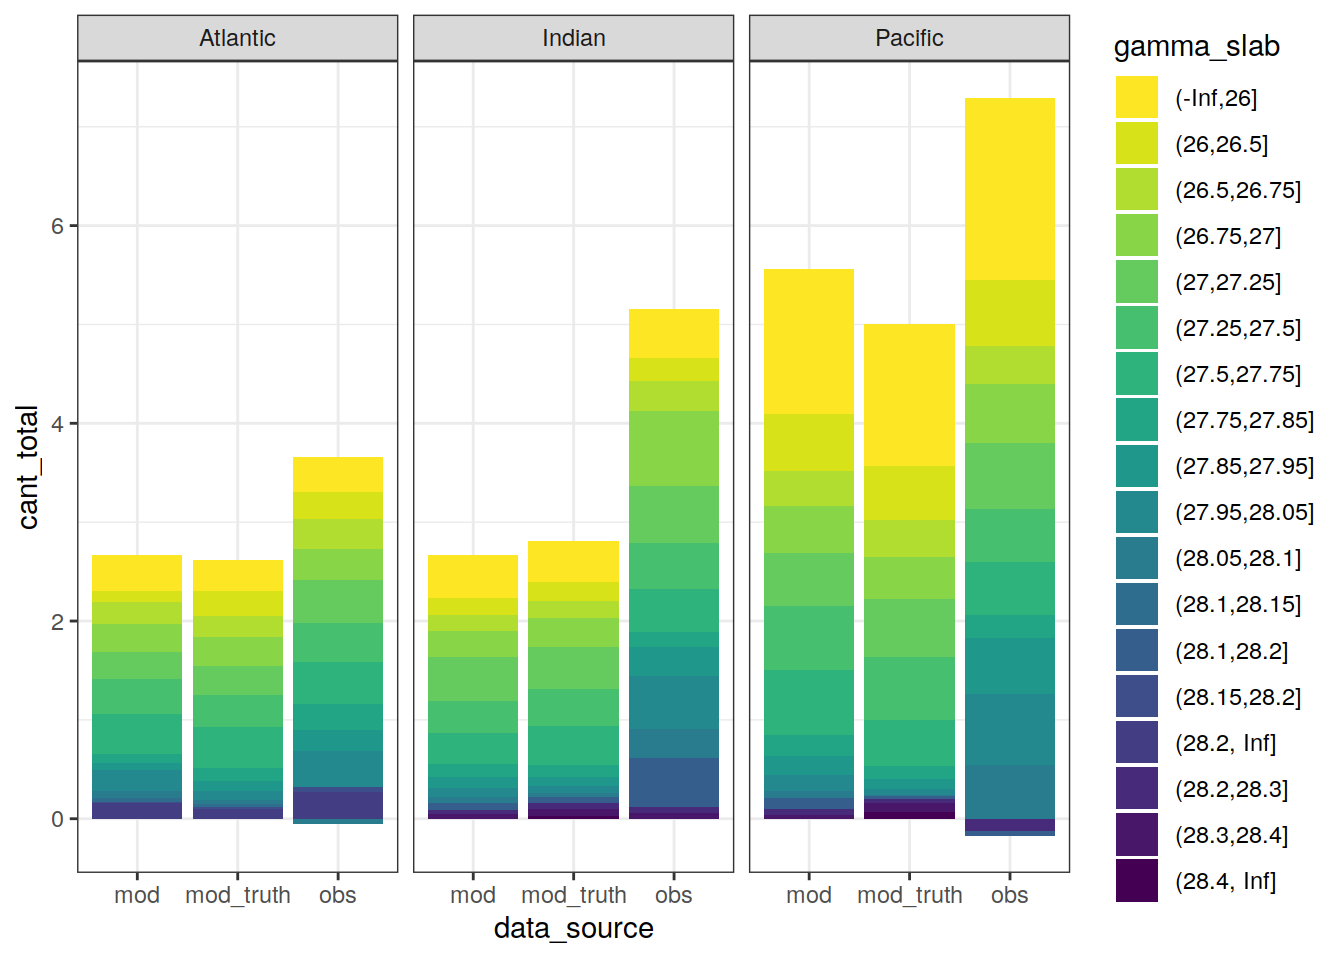 Atlantic
Indian
Pacific
cant_total
6
4
2
0
mod
mod_truth
obs
mod
mod_truth
obs
mod
mod_truth
obs
data_source
gamma_slab
(-Inf,26]
(26,26.5]
(26.5,26.75]
(26.75,27]
(27,27.25]
(27.25,27.5]
(27.5,27.75]
(27.75,27.85]
(27.85,27.95]
(27.95,28.05]
(28.05,28.1]
(28.1,28.15]
(28.1,28.2]
(28.15,28.2]
(28.2, Inf]
(28.2,28.3]
(28.3,28.4]
(28.4, Inf]